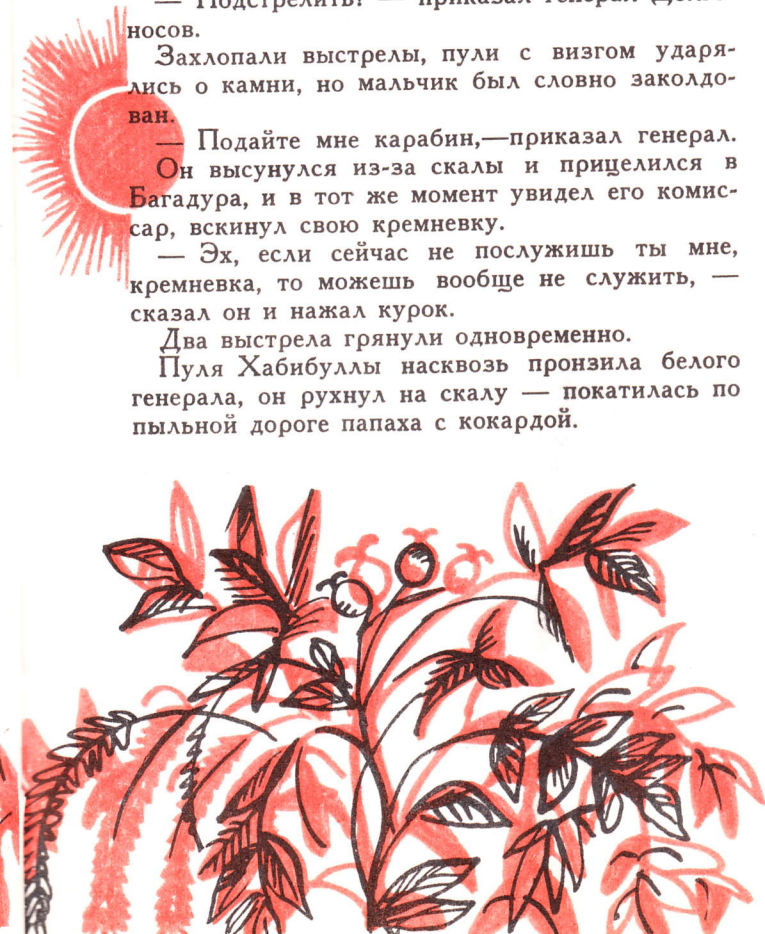 — Подстрелить! — приказал генерал
носов.
Захлопали выстрелы, пули с визгом ударя-
лись о камни, но мальчик был словно заколдо-
ван.
— Подайте мне карабин,—приказал генерал.
Он высунулся из-за скалы и прицелился в
Багадура, и в тот же момент увидел его комис-
сар, вскинул свою кремневку.
— Эх, если сейчас не послужишь ты мне,
кремневка, то можешь вообще не служить, —
сказал он и нажал курок.
Два выстрела грянули одновременно.
Пуля Хабибуллы насквозь пронзила белого
генерала, он рухнул на скалу — покатилась по
пыльной дороге папаха с кокардой.